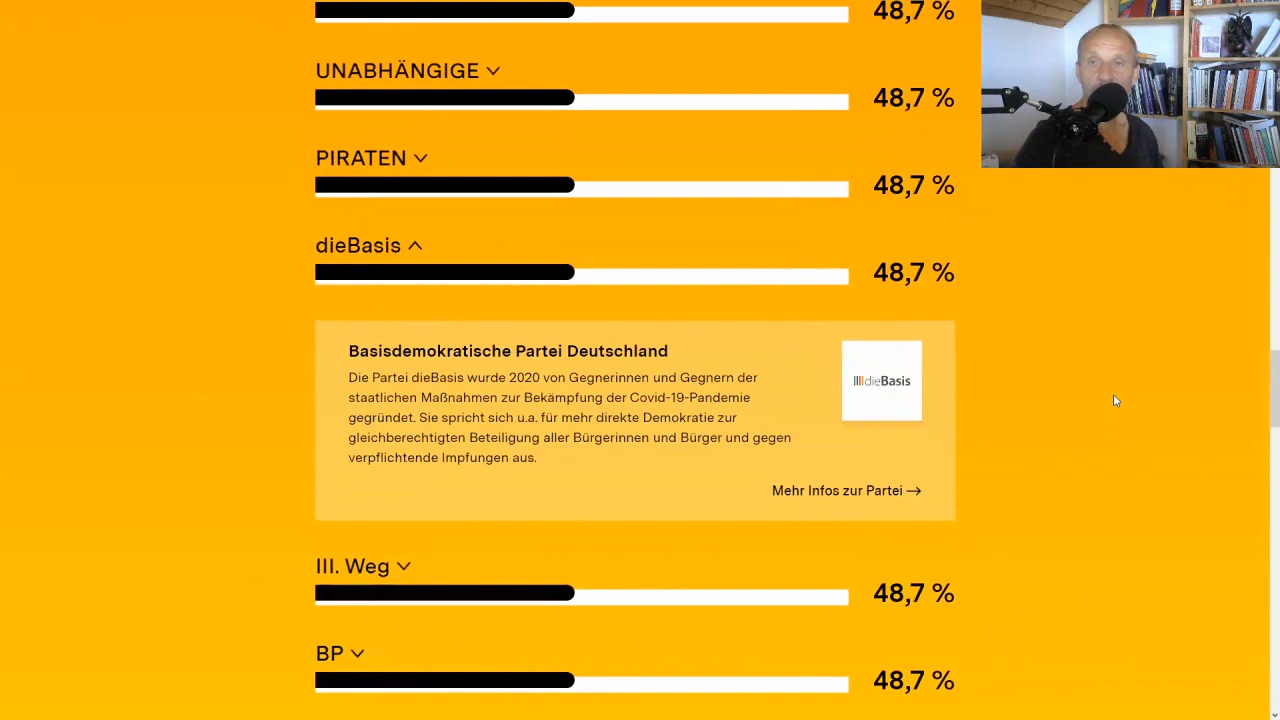 48,7 %
UNABHÄNGIGE
48,7 %
PIRATEN
48,7 %
dieBasis
48,7 %
Basisdemokratische Partei Deutschland
Die Partei dieBasis wurde 2020 von Gegnerinnen und Gegnern der
staatlichen Maßnahmen zur Bekämpfung der Covid-19-Pandemie
gegründet. Sie spricht sich u.a. für mehr direkte Demokratie zur
gleichberechtigten Beteiligung aller Bürgerinnen und Bürger und gegen
verpflichtende Impfungen aus.
dieBasis
Mehr Infos zur Partei →
III. Weg
48,7 %
BP
48,7 %